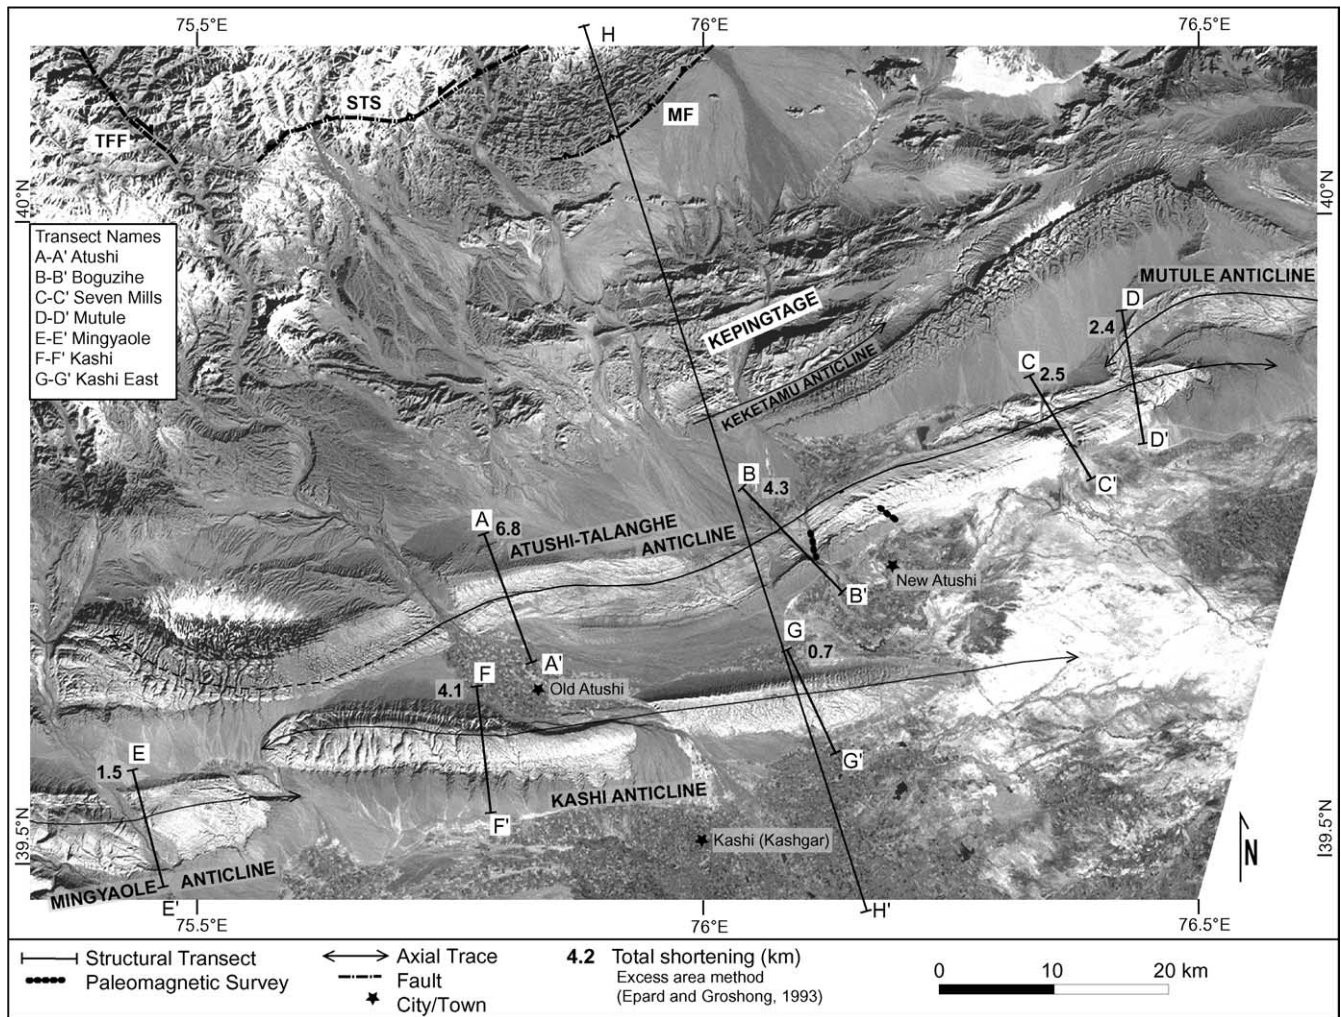 75.5°E
H
76°E
76.5°E
STS
TFF
MF
40°N
40°N
Transect Names
A-A' Atushi
B-B' Boguzihe
C-C' Seven Mills
D-D' Mutule
E-E' Mingyaole
F-F' Kashi
G-G' Kashi East
MUTULE ANTICLINE
D
2.4
KEPINGTAGE
KEKETAMU ANTICLINE
C
2.5
D'
C'
B
4.3
A
6.8
ATUSHI-TALANGHE
ANTICLINE
New Atushi
B'
G
0.7
A'
F
4.1
Old Atushi
G'
E
1.5
KASHI ANTICLINE
F'
Kashi (Kashgar)
39.5°N
39.5°N
N
MINGYAOLE ANTICLINE
E'
H'
75.5°E
76°E
76.5°E
Structural Transect
Paleomagnetic Survey
Axial Trace
Fault
City/Town
4.2 Total shortening (km)
Excess area method
(Epard and Groshong, 1993)
0 10 20 km